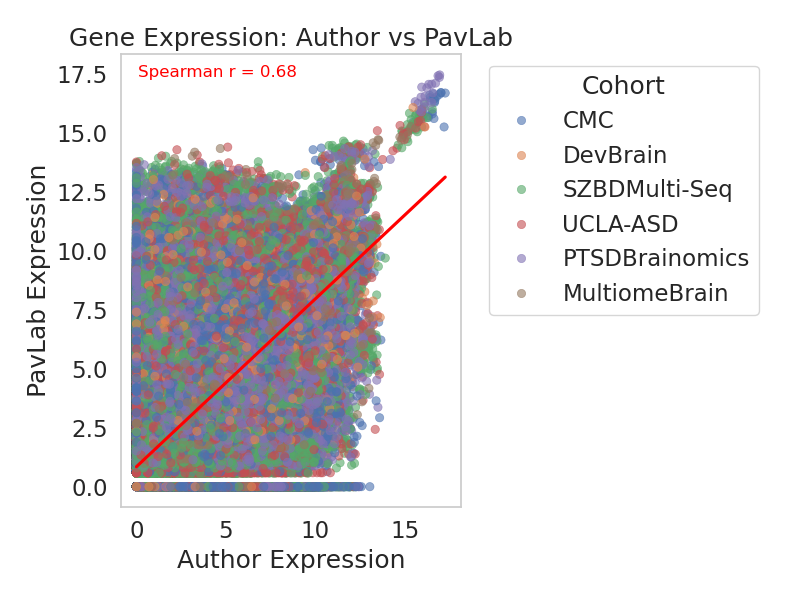 Gene Expression: Author vs PavLab
Spearman r = 0.68
17.5
15.0
12.5
10.0
7.5
5.0
2.5
0.0
PavLab Expression
0 5 10 15
Author Expression
Cohort
CMC
DevBrain
SZBDMulti-Seq
UCLA-ASD
PTSDBrainomics
MultiomeBrain